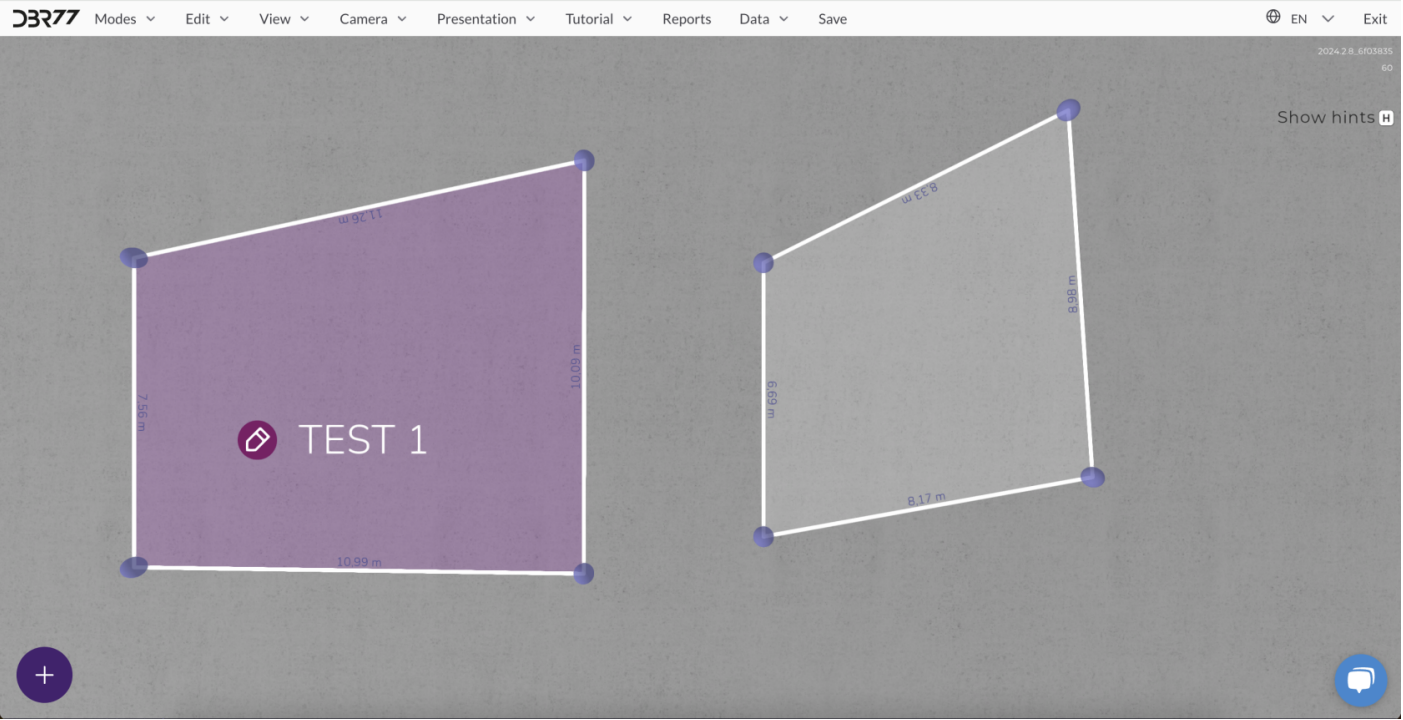 DBR77 Modes Edit View Camera Presentation Tutorial Reports Data Save EN Exit
2024.2.8_6f03835
60
Show hints H
11.26 m
8.33 m
8.98 m
10.09 m
7.56 m
6.69 m
TEST 1
8.17 m
10.99 m